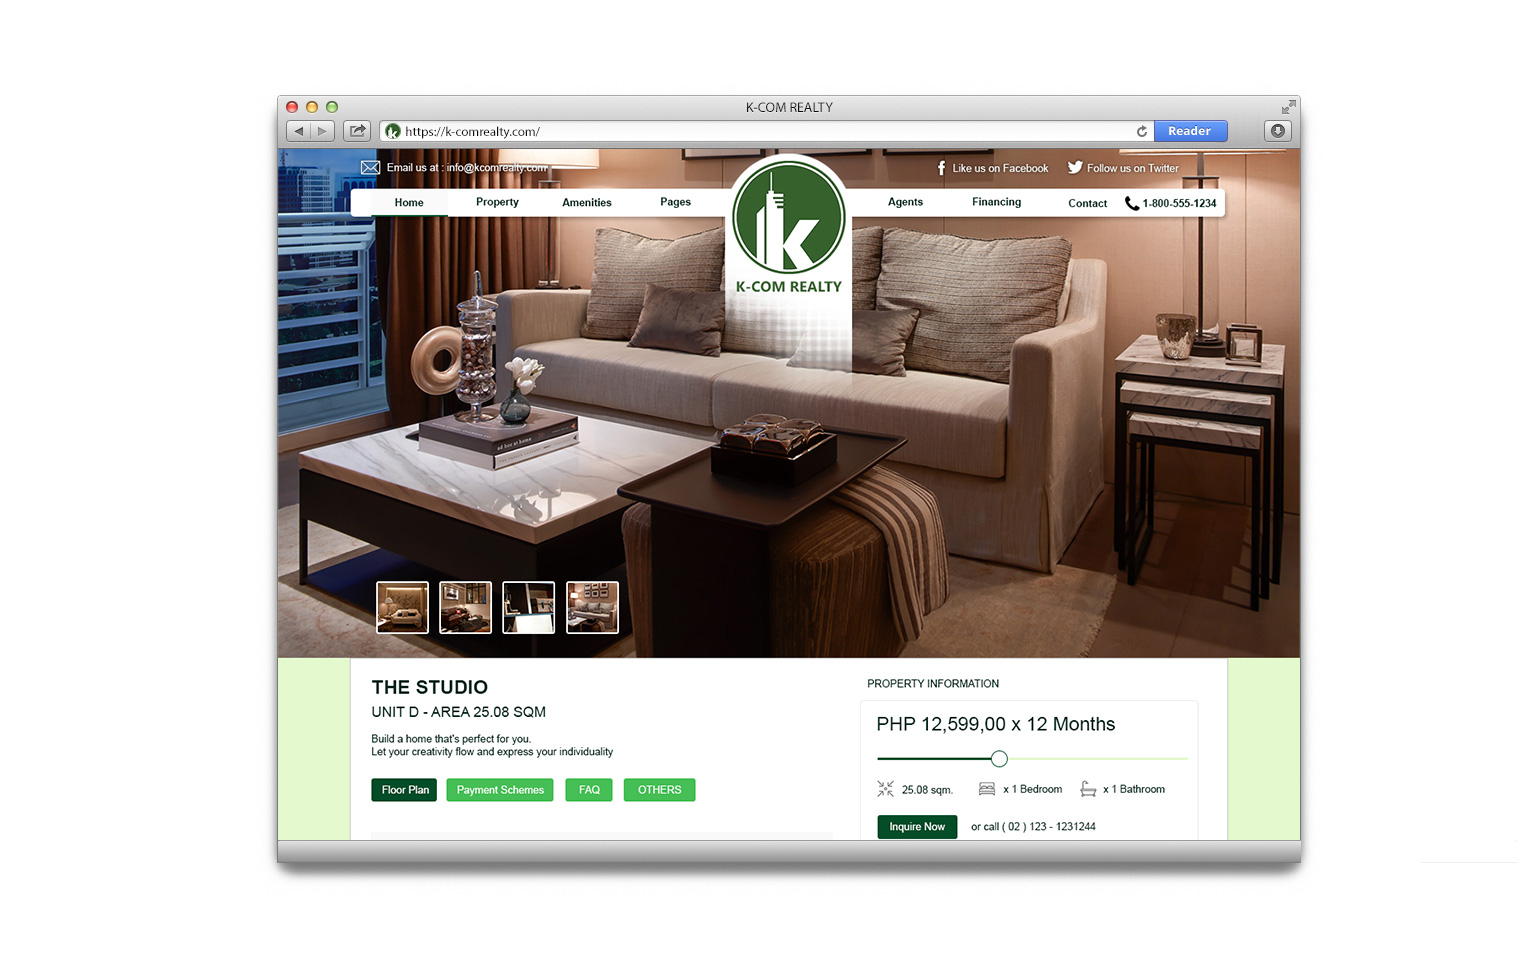 K-COM REALTY
https://k-comrealty.com/
Reader
Email us at : info@kcomrealty.com
Like us on Facebook
Follow us on Twitter
Home
Property
Amenities
Pages
Agents
Financing
Contact
1-800-555-1234
k
K-COM REALTY
ad hoc at home
THE STUDIO
UNIT D - AREA 25.08 SQM
Build a home that's perfect for you.
Let your creativity flow and express your individuality
Floor Plan
Payment Schemes
FAQ
OTHERS
PROPERTY INFORMATION
PHP 12,599,00 x 12 Months
25.08 sqm.
x 1 Bedroom
x 1 Bathroom
Inquire Now
or call ( 02 ) 123 - 1231244